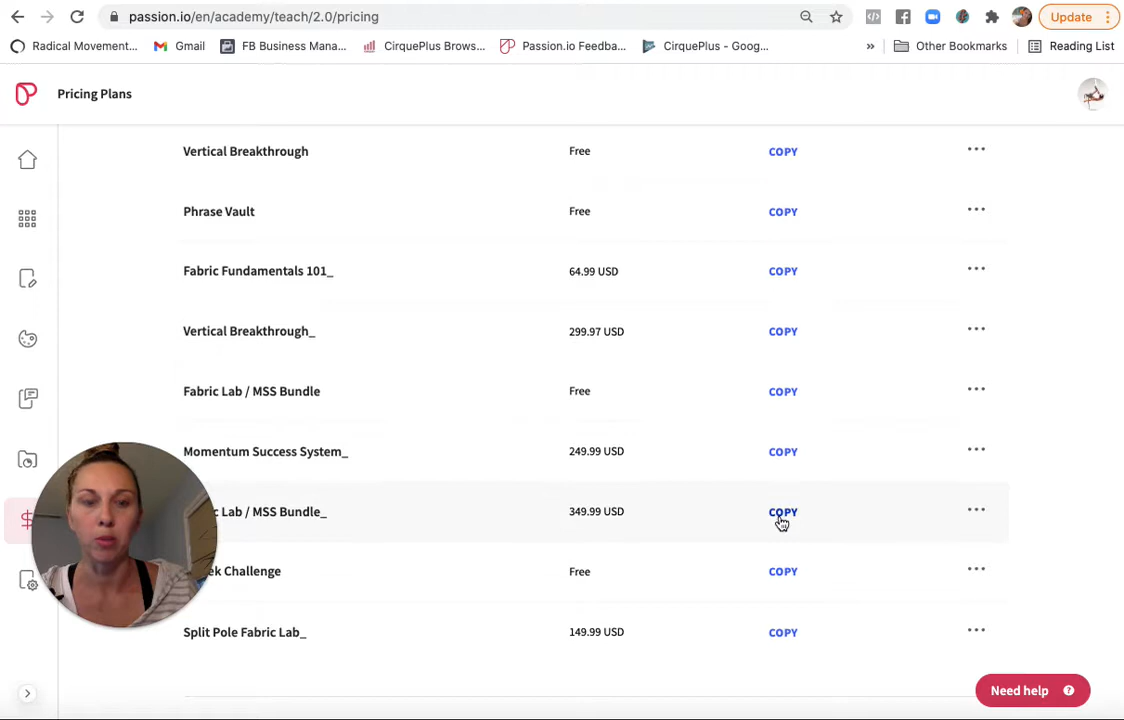 passion.io/en/academy/teach/2.0/pricing
Update
Radical Movement...
Gmail
FB Business Mana...
CirquePlus Brows...
Passion.io Feedba...
CirquePlus - Goog...
»
Other Bookmarks
Reading List
Pricing Plans
Vertical Breakthrough Free COPY
Phrase Vault Free COPY
Fabric Fundamentals 101_ 64.99 USD COPY
Vertical Breakthrough_ 299.97 USD COPY
Fabric Lab / MSS Bundle Free COPY
Momentum Success System_ 249.99 USD COPY
c Lab / MSS Bundle_ 349.99 USD COPY
ek Challenge Free COPY
Split Pole Fabric Lab_ 149.99 USD COPY
Need help ?